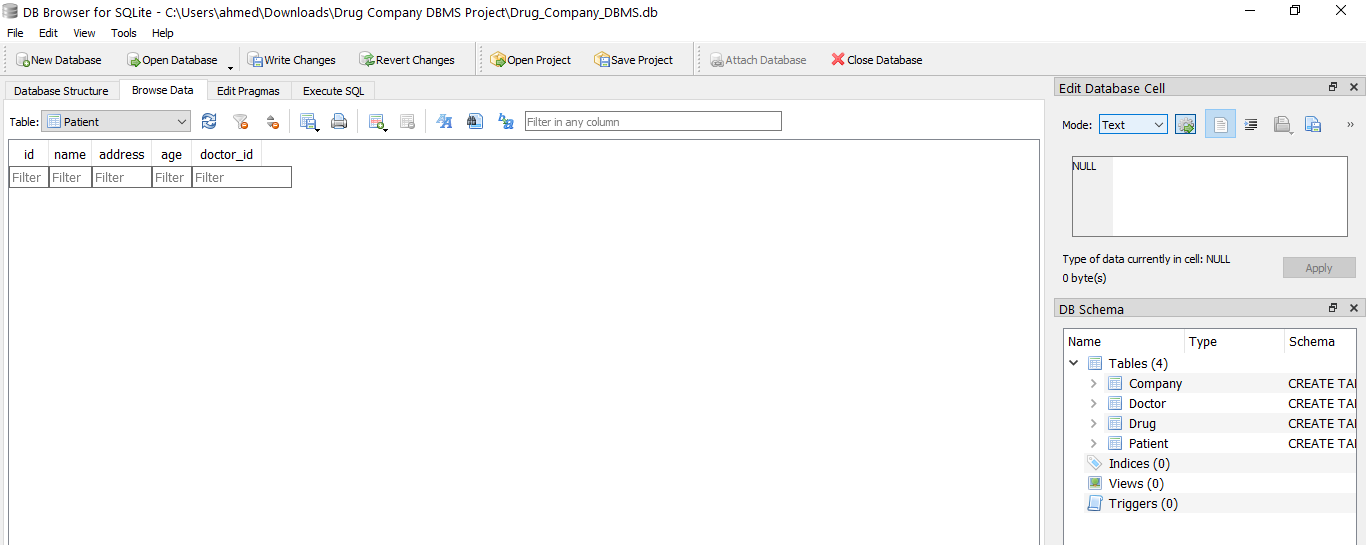 DB Browser for SQLite - C:\Users\ahmed\Downloads\Drug Company DBMS Project\Drug_Company_DBMS.db
File Edit View Tools Help
New Database Open Database Write Changes Revert Changes Open Project Save Project Attach Database Close Database
Database Structure Browse Data Edit Pragmas Execute SQL
Table: Patient Filter in any column
id name address age doctor_id
Filter Filter Filter Filter Filter
Edit Database Cell
Mode: Text
NULL
Type of data currently in cell: NULL
0 byte(s)
Apply
DB Schema
Name Type Schema
Tables (4)
Company CREATE TA
Doctor CREATE TA
Drug CREATE TA
Patient CREATE TA
Indices (0)
Views (0)
Triggers (0)